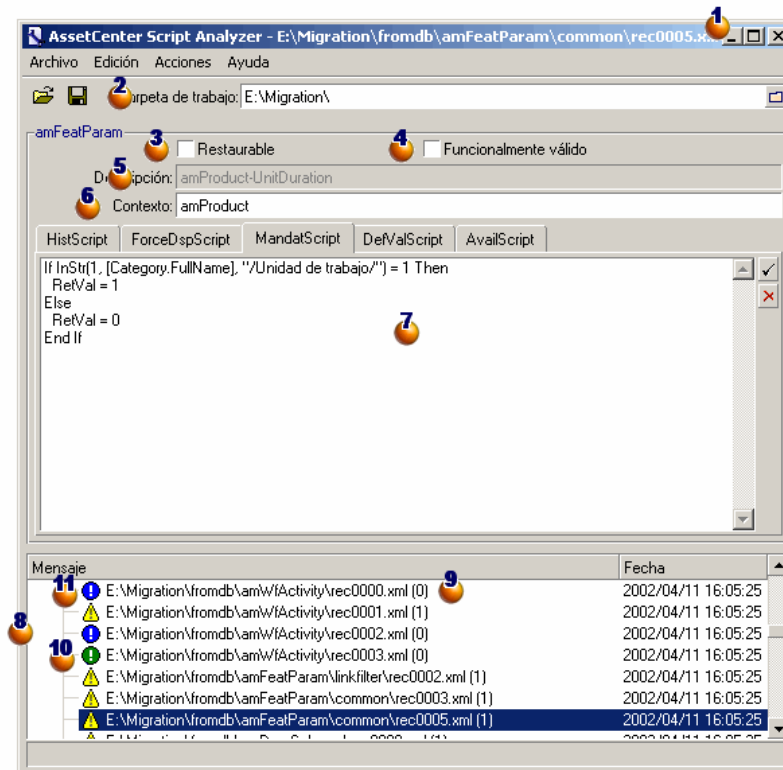 1
AssetCenter Script Analyzer - E:\Migration\fromdb\amFeatParam\common\rec0005.x
Archivo Edición Acciones Ayuda
2
arpeta de trabajo: E:\Migration\
amFeatParam
3 Restaurable 4 Funcionalmente válido
5
De ipción: amProduct-UnitDuration
6 Contexto: amProduct
HistScript ForceDspScript MandatScript DefValScript AvailScript
If InStr(1, [Category.FullName], "/Unidad de trabajo/") = 1 Then
RetVal = 1
Else
RetVal = 0
End If
7
Mensaje Fecha
11 E:\Migration\fromdb\amWfActivity\rec0000.xml (0) 9 2002/04/11 16:05:25
E:\Migration\fromdb\amWfActivity\rec0001.xml (1) 2002/04/11 16:05:25
8 E:\Migration\fromdb\amWfActivity\rec0002.xml (0) 2002/04/11 16:05:25
10 E:\Migration\fromdb\amWfActivity\rec0003.xml (0) 2002/04/11 16:05:25
E:\Migration\fromdb\amFeatParam\linkfilter\rec0002.xml (1) 2002/04/11 16:05:25
E:\Migration\fromdb\amFeatParam\common\rec0003.xml (1) 2002/04/11 16:05:25
E:\Migration\fromdb\amFeatParam\common\rec0005.xml (1) 2002/04/11 16:05:25